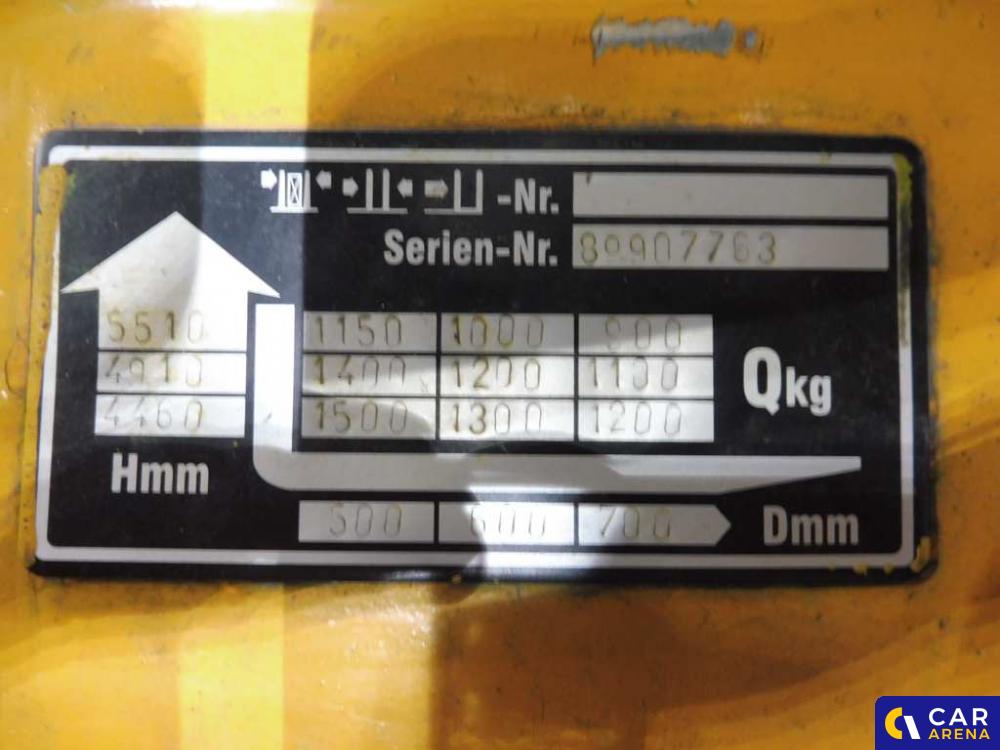 -Nr.
Serien-Nr. 80907763
5510 1150 1000 900
4910 1400 1200 1100
4460 1500 1300 1200
Qkg
Hmm
500 600 700 Dmm
CAR
ARENA